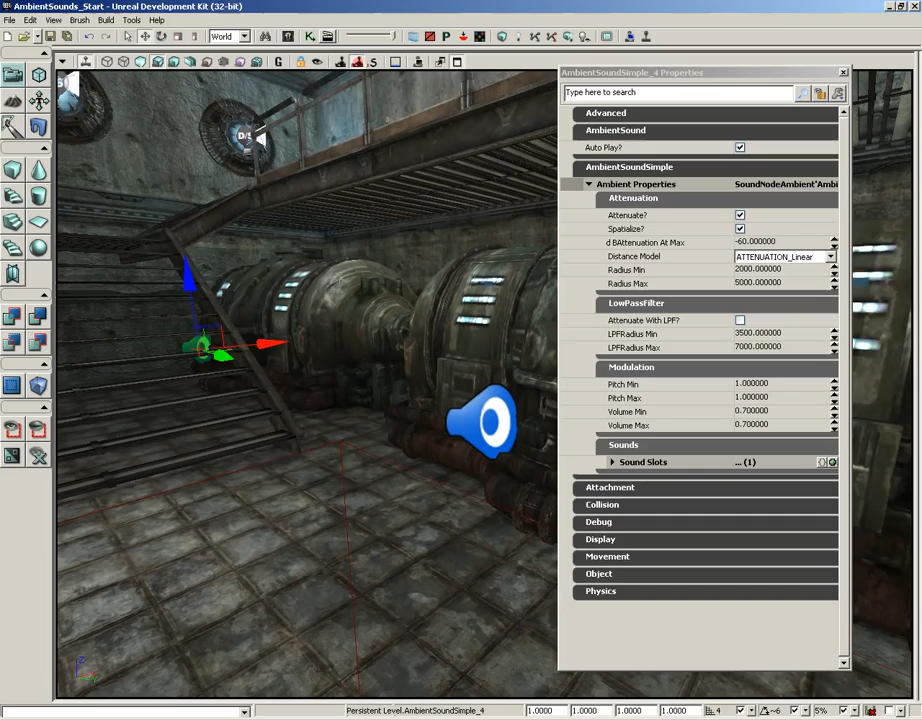 AmbientSounds_Start - Unreal Development Kit (32-bit)
File Edit View Brush Build Tools Help
World
AmbientSoundSimple_4 Properties
Type here to search
Advanced
AmbientSound
Auto Play?
AmbientSoundSimple
Ambient Properties SoundNodeAmbient'Ambi
Attenuation
Attenuate?
Spatialize?
d BAttenuation At Max -60.000000
Distance Model ATTENUATION_Linear
Radius Min 2000.000000
Radius Max 5000.000000
LowPassFilter
Attenuate With LPF?
LPFRadius Min 3500.000000
LPFRadius Max 7000.000000
Modulation
Pitch Min 1.000000
Pitch Max 1.000000
Volume Min 0.700000
Volume Max 0.700000
Sounds
Sound Slots ... (1)
Attachment
Collision
Debug
Display
Movement
Object
Physics
D/S
Z
Persistent Level.AmbientSoundSimple_4 1.0000 1.0000 1.0000 1.0000 4 ~6 5%